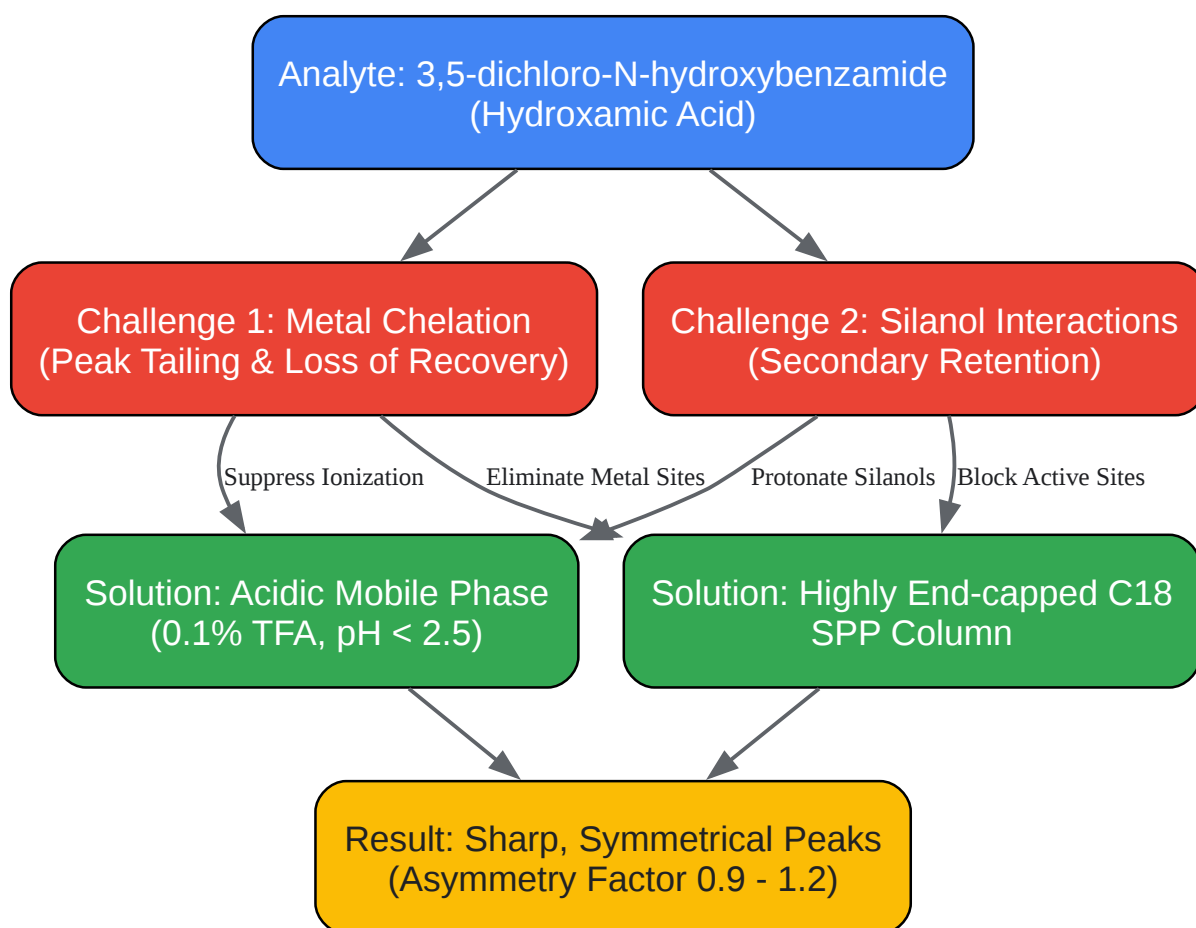 Analyte: 3,5-dichloro-N-hydroxybenzamide
(Hydroxamic Acid)
Challenge 1: Metal Chelation
(Peak Tailing & Loss of Recovery)
Challenge 2: Silanol Interactions
(Secondary Retention)
Suppress Ionization
Eliminate Metal Sites
Protonate Silanols
Block Active Sites
Solution: Acidic Mobile Phase
(0.1% TFA, pH < 2.5)
Solution: Highly End-capped C18
SPP Column
Result: Sharp, Symmetrical Peaks
(Asymmetry Factor 0.9 - 1.2)